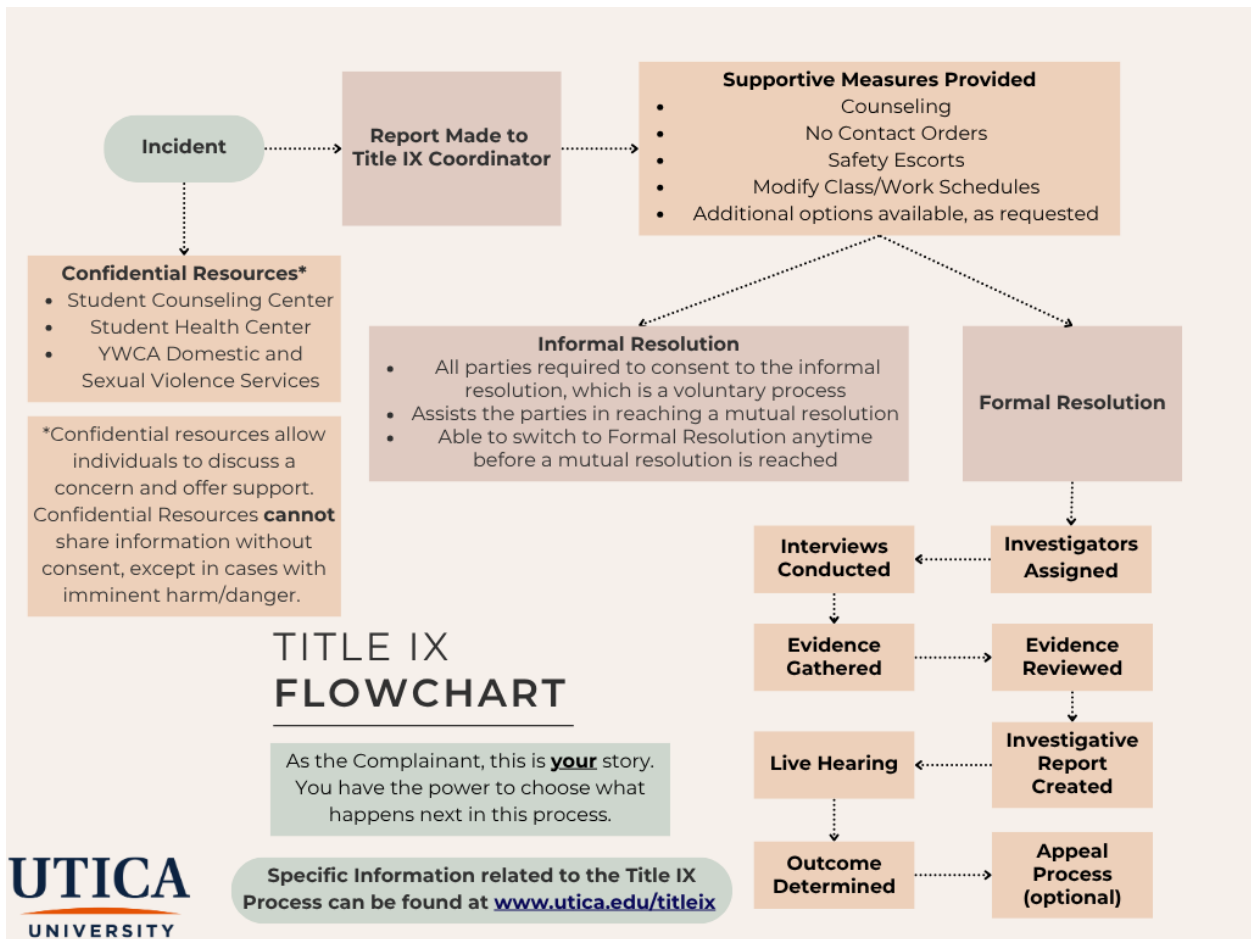 Incident
Report Made to
Title IX Coordinator
Supportive Measures Provided
• Counseling
• No Contact Orders
• Safety Escorts
• Modify Class/Work Schedules
• Additional options available, as requested
Confidential Resources*
• Student Counseling Center
• Student Health Center
• YWCA Domestic and
Sexual Violence Services
*Confidential resources allow
individuals to discuss a
concern and offer support.
Confidential Resources cannot
share information without
consent, except in cases with
imminent harm/danger.
Informal Resolution
• All parties required to consent to the informal
resolution, which is a voluntary process
• Assists the parties in reaching a mutual resolution
• Able to switch to Formal Resolution anytime
before a mutual resolution is reached
Formal Resolution
Investigators
Assigned
Interviews
Conducted
Evidence
Gathered
Evidence
Reviewed
Investigative
Report
Created
Live Hearing
Outcome
Determined
Appeal
Process
(optional)
TITLE IX
FLOWCHART
As the Complainant, this is your story.
You have the power to choose what
happens next in this process.
Specific Information related to the Title IX
Process can be found at www.utica.edu/titleix
UTICA
UNIVERSITY